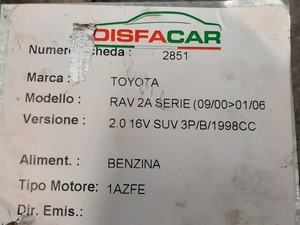 DISFACAR
Numero Scheda : 2851
Marca : TOYOTA
Modello : RAV 2A SERIE (09/00>01/06
Versione : 2.0 16V SUV 3P/B/1998CC
Aliment. : BENZINA
Tipo Motore: 1AZFE
Dir. Emis.: